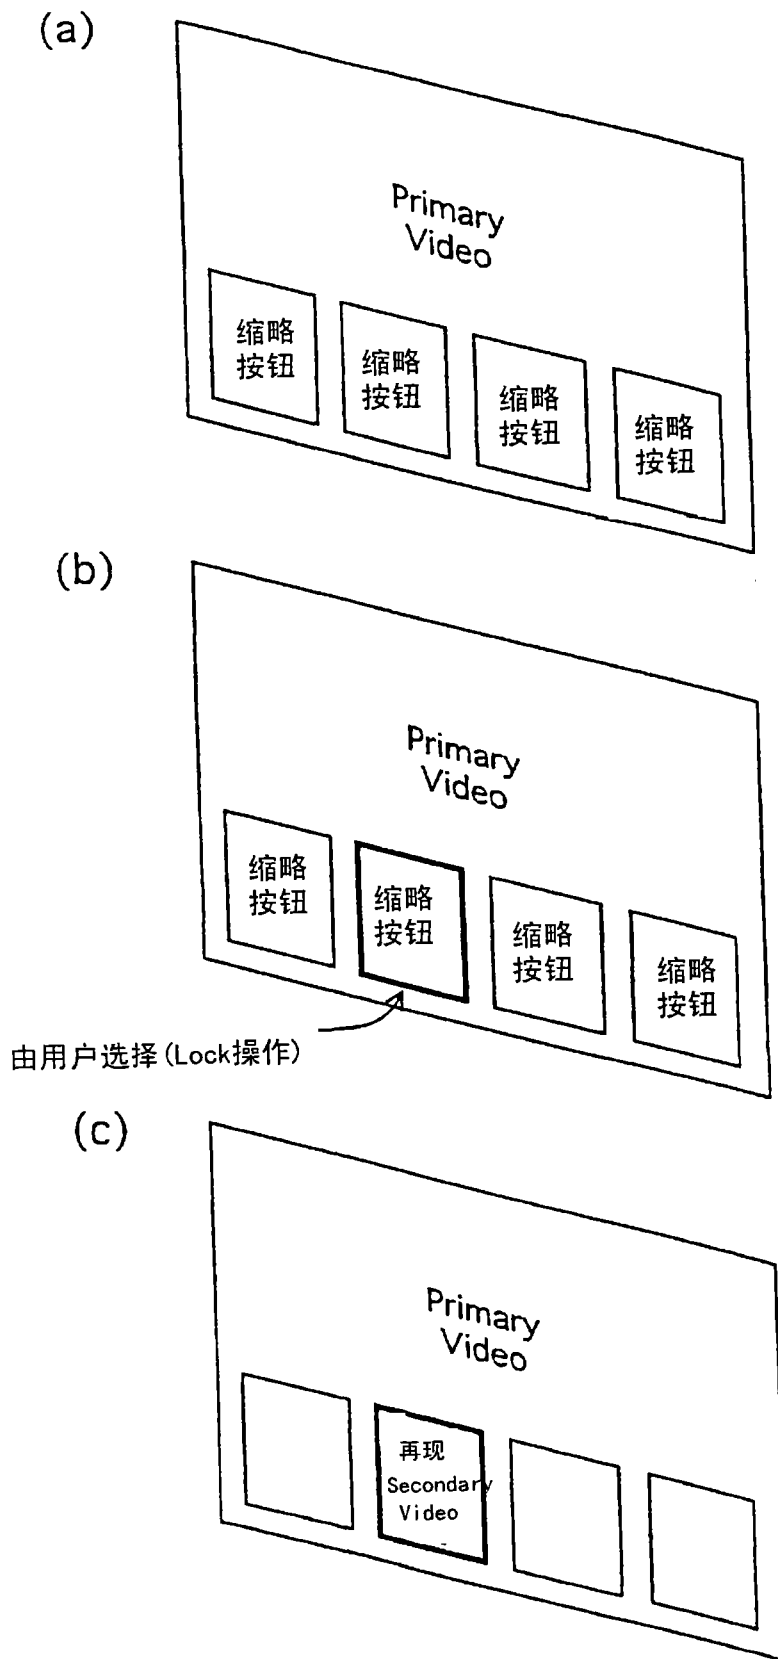 (a)
Primary
Video
缩略
按钮
缩略
按钮
缩略
按钮
缩略
按钮
(b)
Primary
Video
缩略
按钮
缩略
按钮
缩略
按钮
缩略
按钮
由用户选择(Lock操作)
(c)
Primary
Video
再现
Secondary
Video